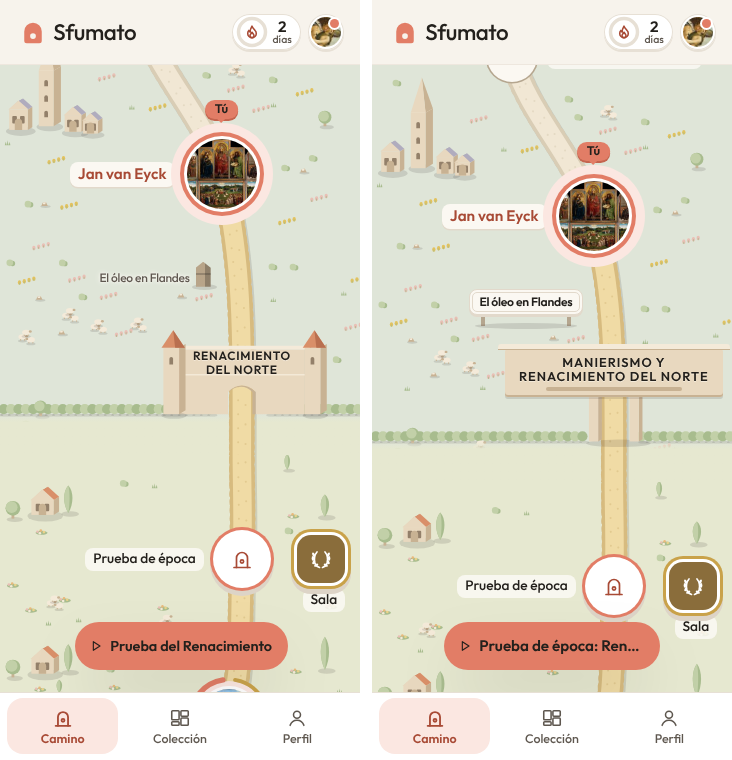 Sfumato
2
días
Tú
Jan van Eyck
El óleo en Flandes
RENACIMIENTO
DEL NORTE
Prueba de época
Sala
Prueba del Renacimiento
Camino
Colección
Perfil
Sfumato
2
días
Tú
Jan van Eyck
El óleo en Flandes
MANIERISMO Y
RENACIMIENTO DEL NORTE
Prueba de época
Sala
Prueba de época: Ren...
Camino
Colección
Perfil